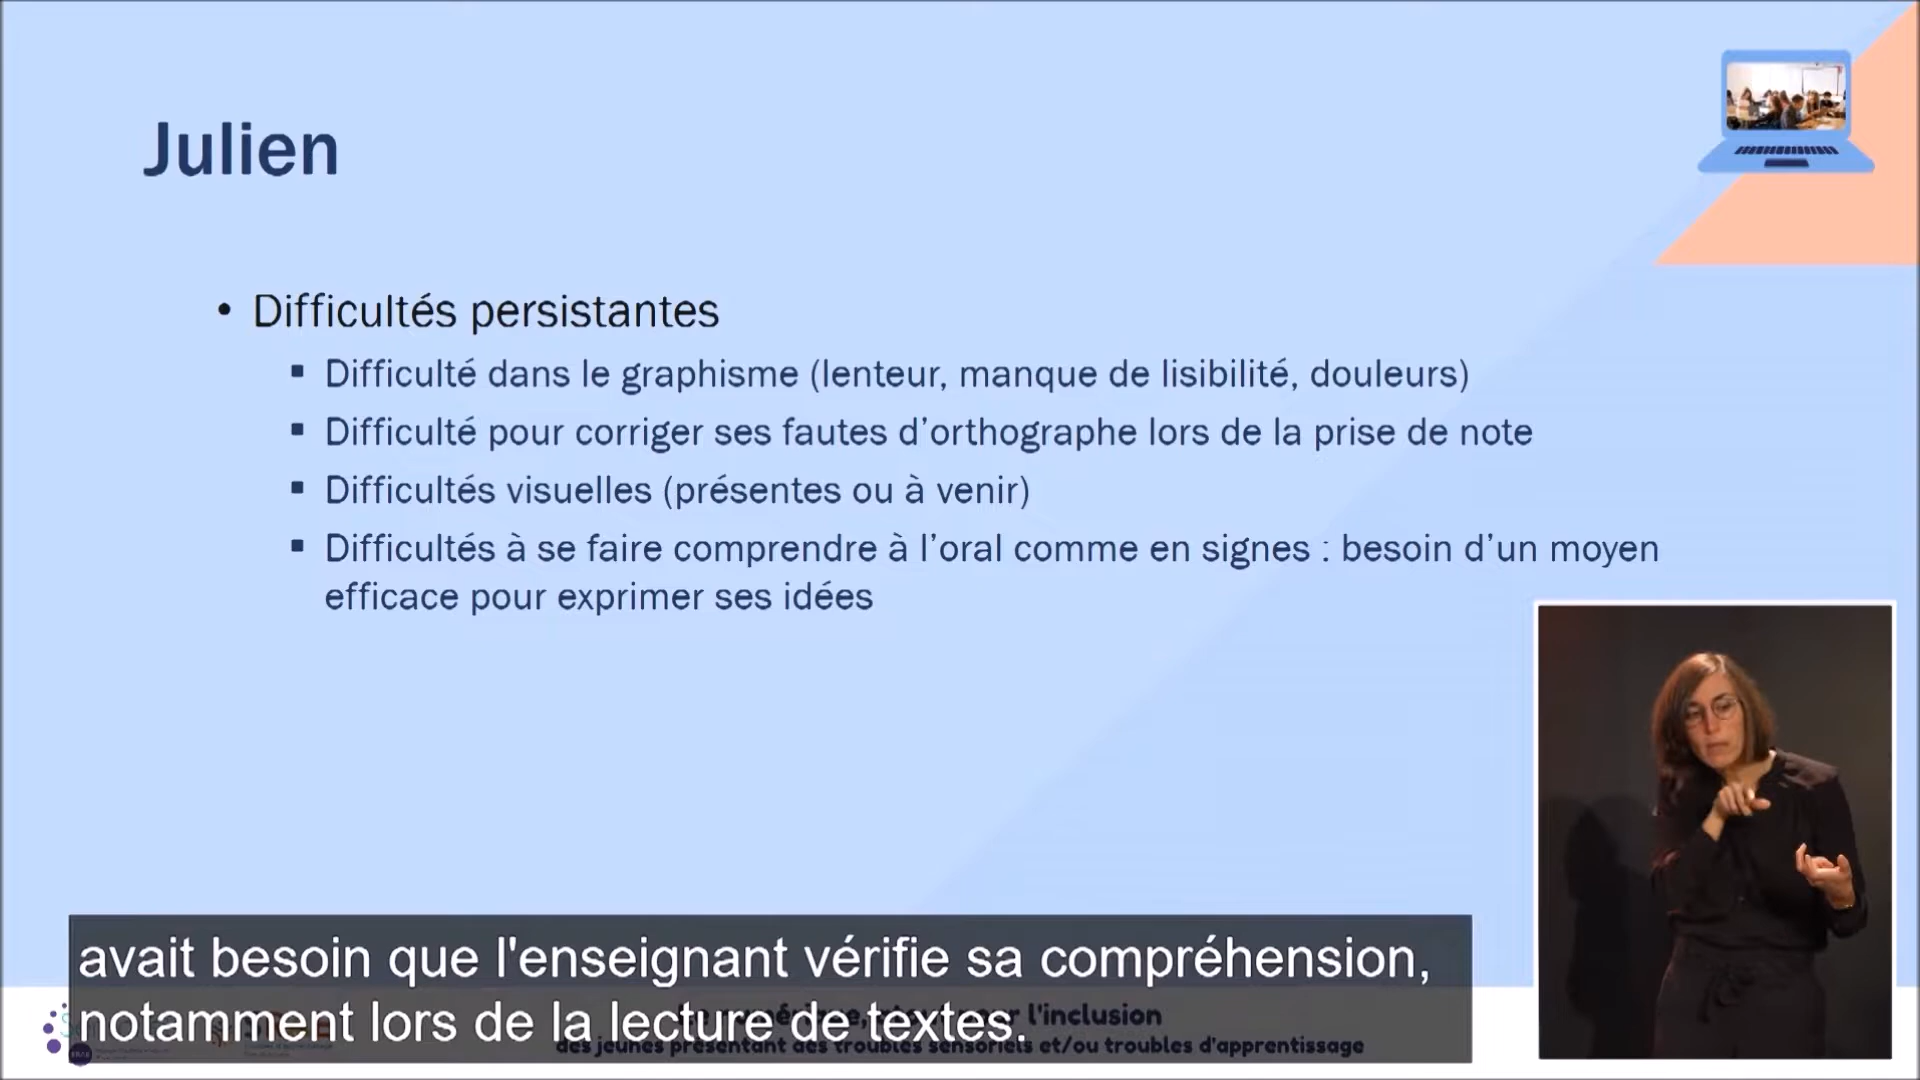 Julien
• Difficultés persistantes
▪ Difficulté dans le graphisme (lenteur, manque de lisibilité, douleurs)
▪ Difficulté pour corriger ses fautes d’orthographe lors de la prise de note
▪ Difficultés visuelles (présentes ou à venir)
▪ Difficultés à se faire comprendre à l’oral comme en signes : besoin d’un moyen
efficace pour exprimer ses idées
avait besoin que l'enseignant vérifie sa compréhension,
notamment lors de la lecture de textes.
l'inclusion
des jeunes présentant des troubles sensoriels et/ou troubles d'apprentissage